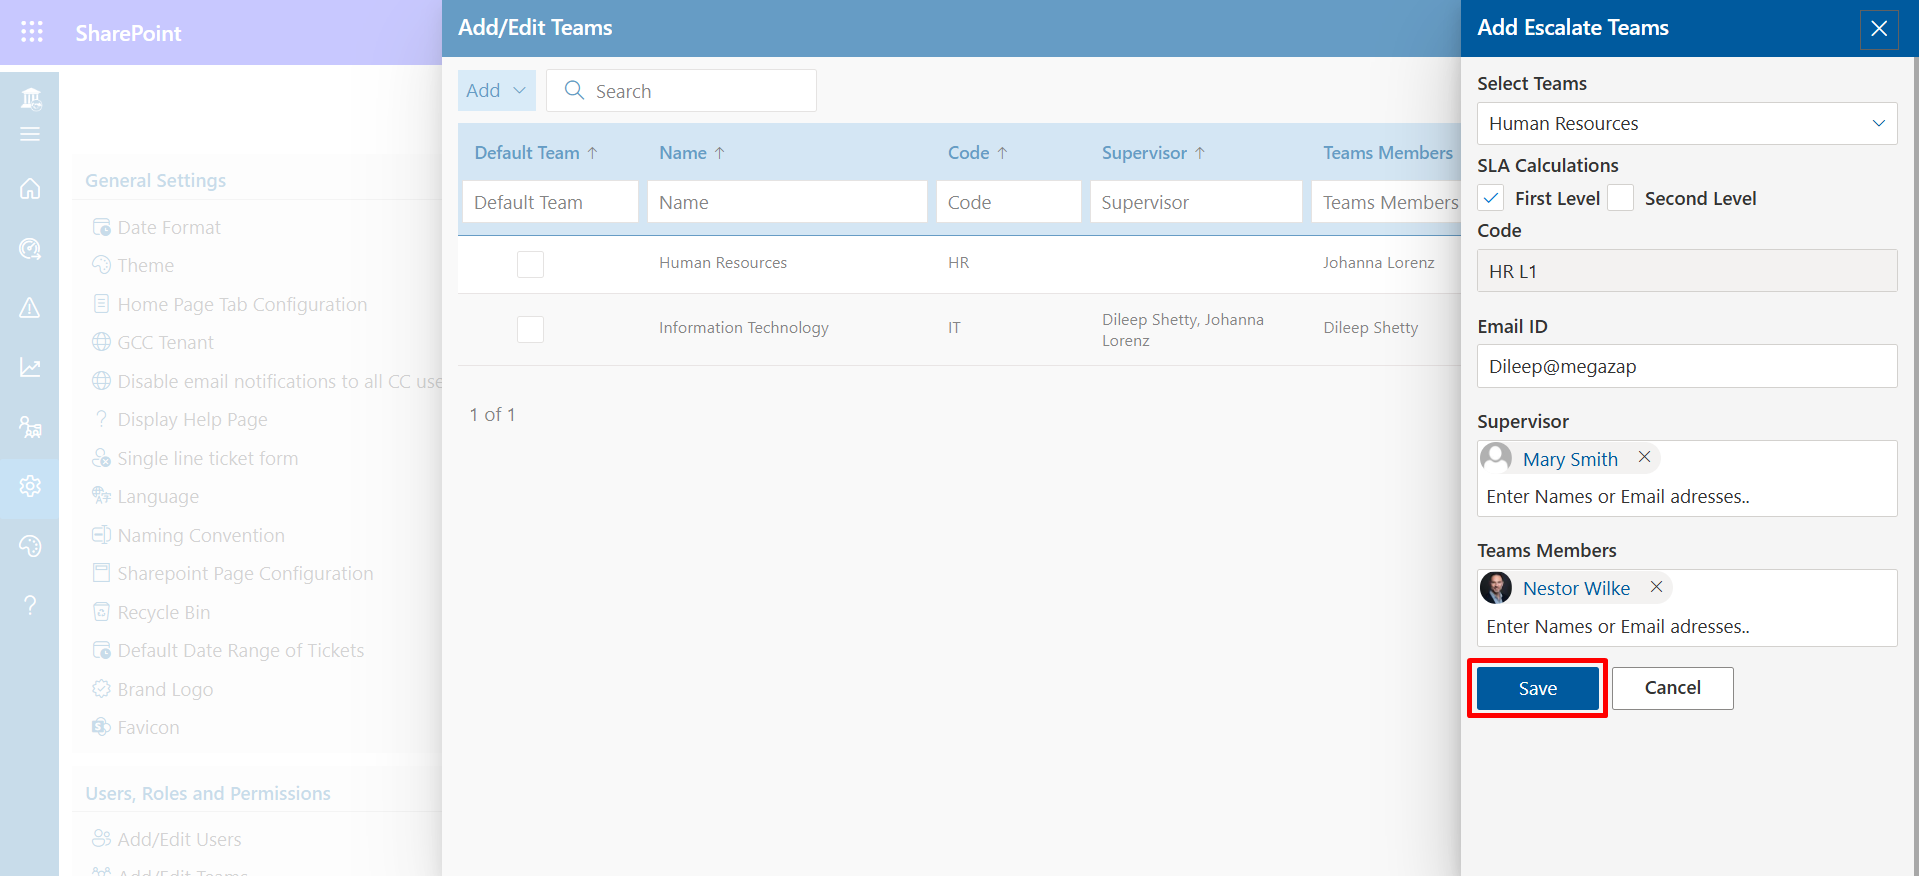 SharePoint
General Settings
Date Format
Theme
Home Page Tab Configuration
GCC Tenant
Disable email notifications to all CC use
Display Help Page
Single line ticket form
Language
Naming Convention
Sharepoint Page Configuration
Recycle Bin
Default Date Range of Tickets
Brand Logo
Favicon
Users, Roles and Permissions
Add/Edit Users
Add/Edit Teams
Add/Edit Teams
Add
Search
Default Team Name Code Supervisor Teams Members
Default Team Name Code Supervisor Teams Members
Human Resources HR Johanna Lorenz
Information Technology IT Dileep Shetty, Johanna Dileep Shetty
Lorenz
1 of 1
Add Escalate Teams
Select Teams
Human Resources
SLA Calculations
First Level Second Level
Code
HR L1
Email ID
Dileep@megazap
Supervisor
Mary Smith
Enter Names or Email adresses..
Teams Members
Nestor Wilke
Enter Names or Email adresses..
Save Cancel